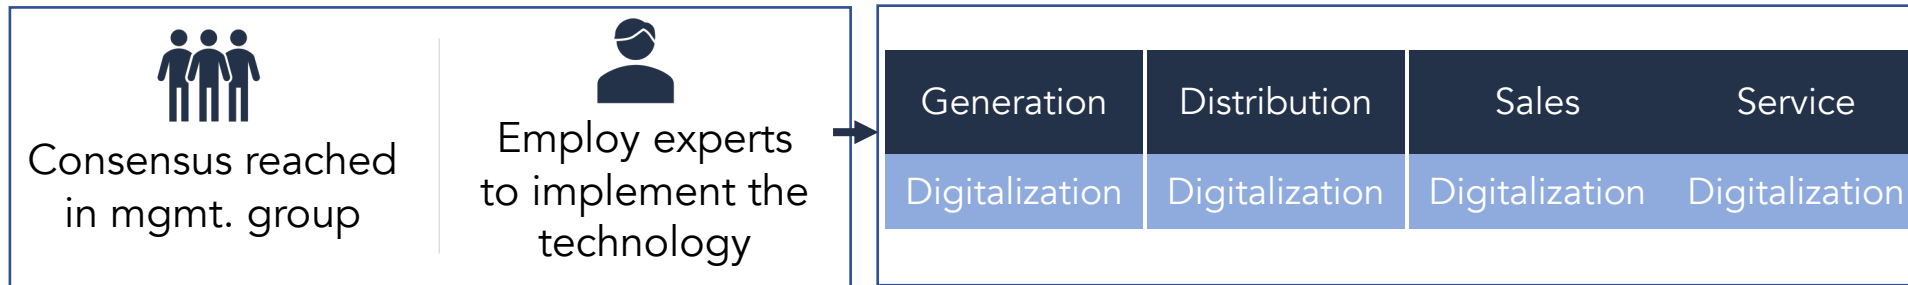 Consensus reached
in mgmt. group
Employ experts
to implement the
technology
Generation Distribution Sales Service
Digitalization Digitalization Digitalization Digitalization